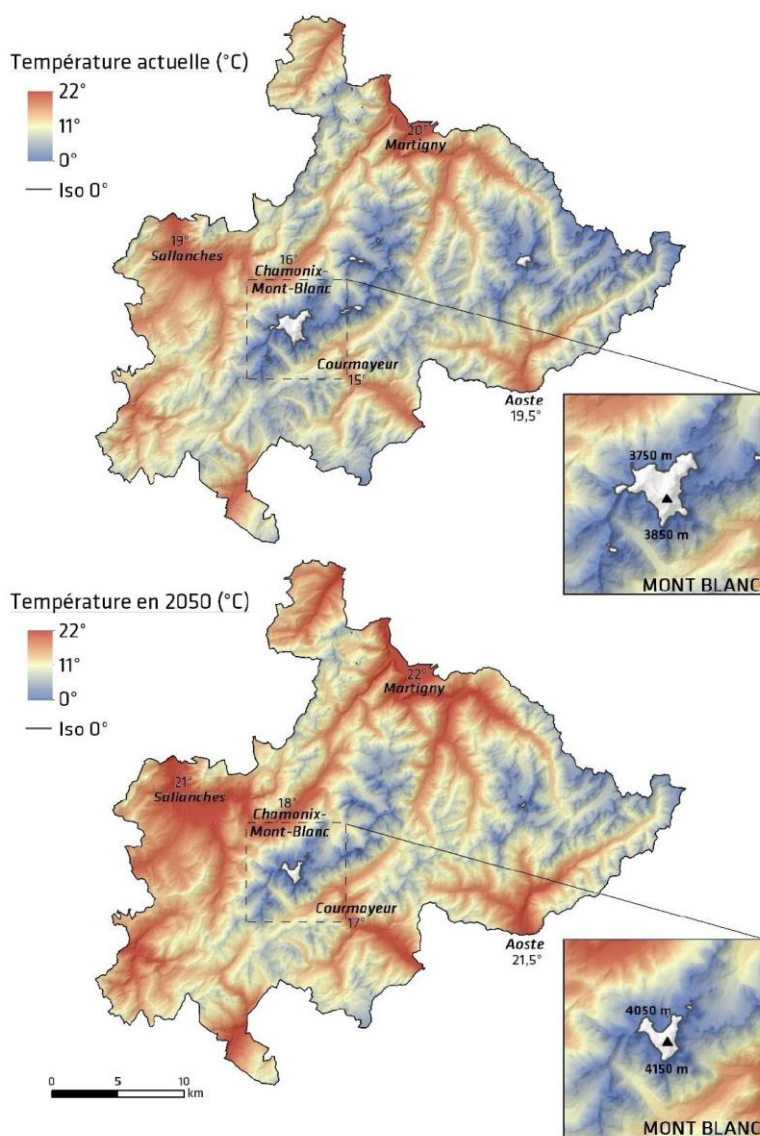 Température actuelle (°C)
22°
11°
0°
Iso 0°
20°
Martigny
19°
Sallanches
16°
Chamonix-
Mont-Blanc
Courmayeur
15°
Aoste
19,5°
3750 m
3850 m
MONT BLANC
Température en 2050 (°C)
22°
11°
0°
Iso 0°
22°
Martigny
21°
Sallanches
18°
Chamonix-
Mont-Blanc
Courmayeur
17°
Aoste
21,5°
4050 m
4150 m
MONT BLANC
0 5 10
km